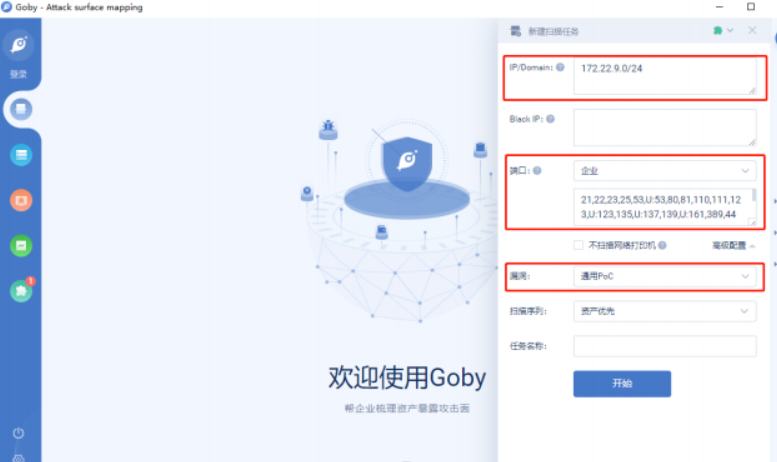 Goby - Attack surface mapping
登录
1
欢迎使用Goby
帮企业梳理资产暴露攻击面
新建扫描任务
IP/Domain:
172.22.9.0/24
Black IP:
端口:
企业
21,22,23,25,53,U:53,80,81,110,111,12
3,U:123,135,U:137,139,U:161,389,44
不扫描网络打印机
高级配置
漏洞:
通用PoC
扫描序列:
资产优先
任务名称:
开始